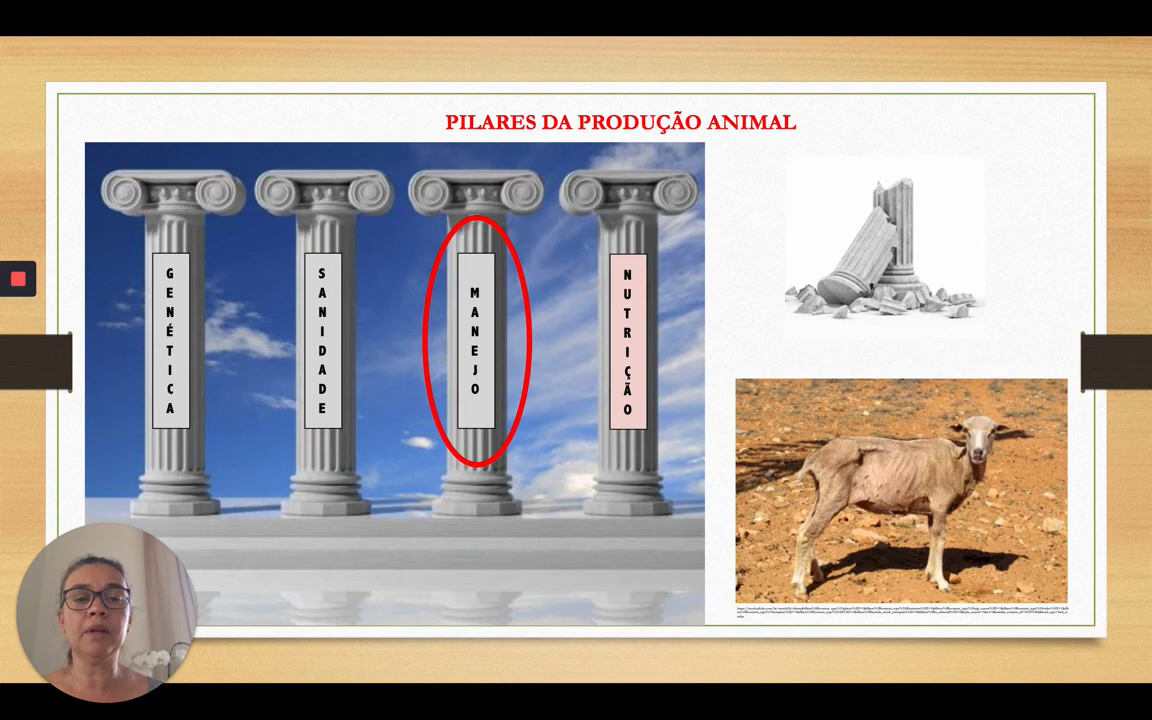 PILARES DA PRODUÇÃO ANIMAL
GENÉTICA
SANIDADE
MANEJO
NUTRIÇÃO